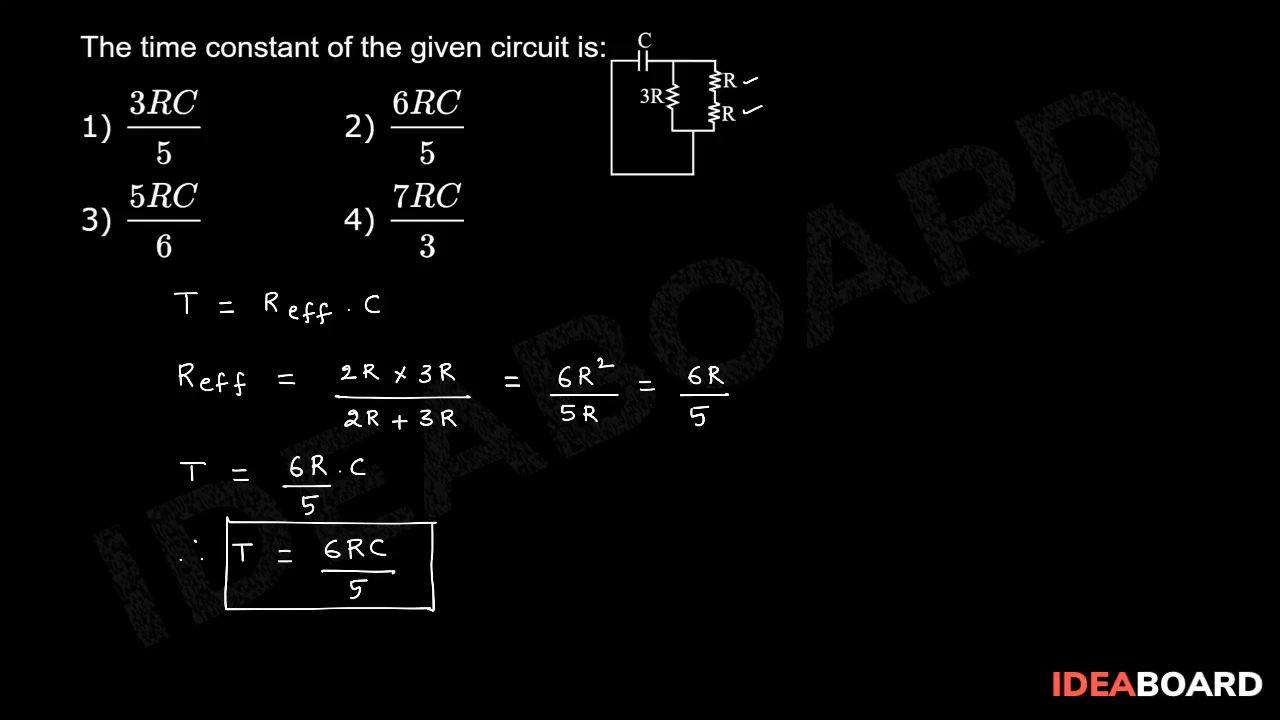 The time constant of the given circuit is:
C
3R
R ✓
R ✓
1) 3RC/5
2) 6RC/5
3) 5RC/6
4) 7RC/3
T = Reff . C
Reff = 2R × 3R / 2R + 3R = 6R² / 5R = 6R / 5
T = 6R/5 . C
∴ T = 6RC / 5
IDEABOARD
IDEABOARD